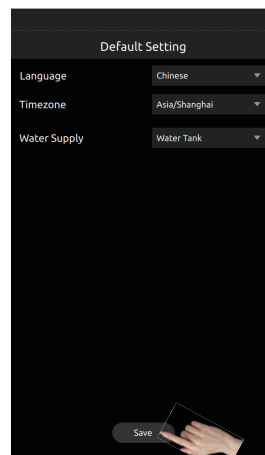 Default Setting
Language Chinese
Timezone Asia/Shanghai
Water Supply Water Tank
Save